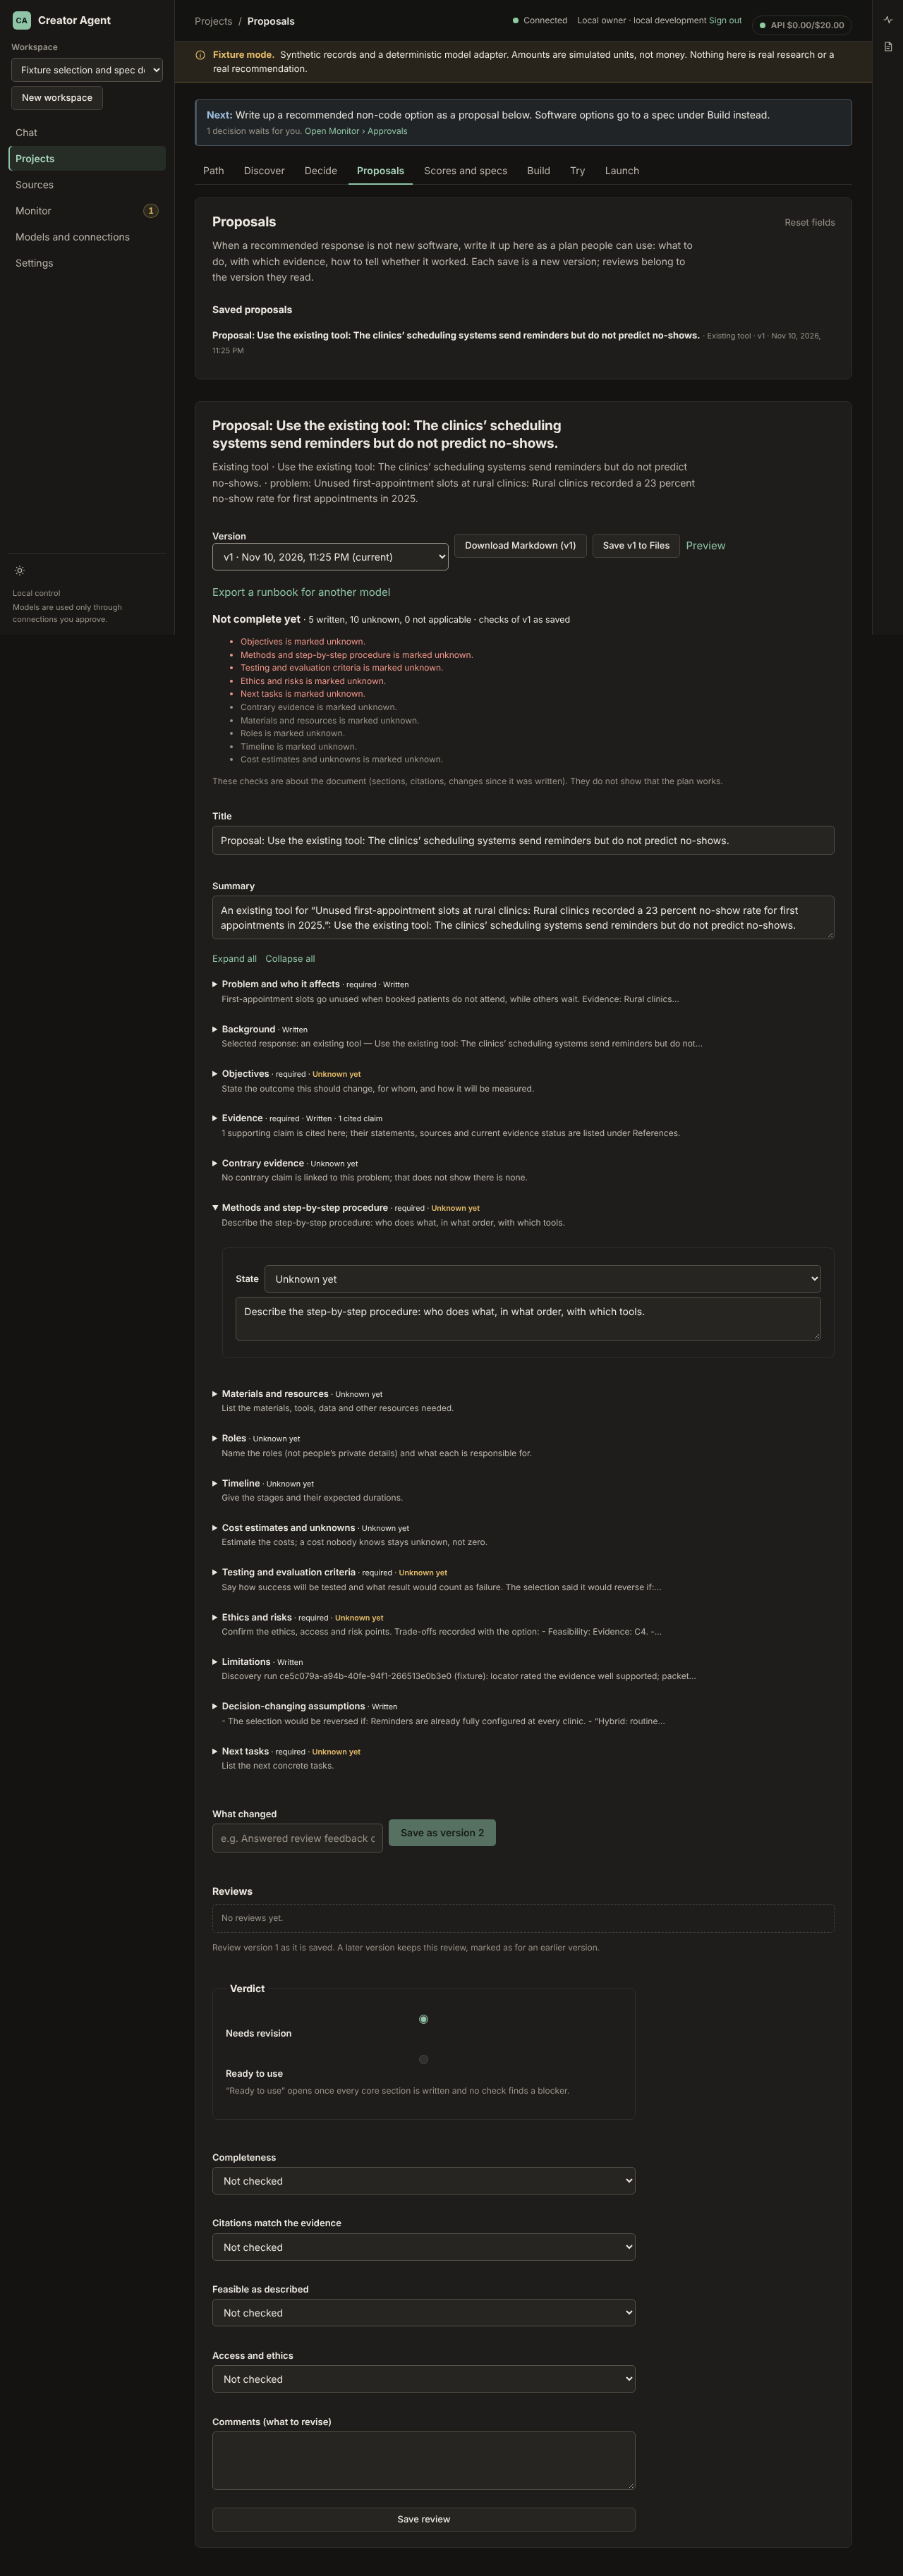 CA Creator Agent
Workspace
Fixture selection and spec d
New workspace
Chat
Projects
Sources
Monitor 1
Models and connections
Settings
Local control
Models are used only through
connections you approve.
Projects / Proposals
Connected Local owner · local development Sign out API $0.00/$20.00
Fixture mode. Synthetic records and a deterministic model adapter. Amounts are simulated units, not money. Nothing here is real research or a
real recommendation.
Next: Write up a recommended non-code option as a proposal below. Software options go to a spec under Build instead.
1 decision waits for you. Open Monitor › Approvals
Path Discover Decide Proposals Scores and specs Build Try Launch
Proposals Reset fields
When a recommended response is not new software, write it up here as a plan people can use: what to
do, with which evidence, how to tell whether it worked. Each save is a new version; reviews belong to
the version they read.
Saved proposals
Proposal: Use the existing tool: The clinics’ scheduling systems send reminders but do not predict no-shows. · Existing tool · v1 · Nov 10, 2026,
11:25 PM
Proposal: Use the existing tool: The clinics’ scheduling
systems send reminders but do not predict no-shows.
Existing tool · Use the existing tool: The clinics’ scheduling systems send reminders but do not predict
no-shows. · problem: Unused first-appointment slots at rural clinics: Rural clinics recorded a 23 percent
no-show rate for first appointments in 2025.
Version
v1 · Nov 10, 2026, 11:25 PM (current) Download Markdown (v1) Save v1 to Files Preview
Export a runbook for another model
Not complete yet · 5 written, 10 unknown, 0 not applicable · checks of v1 as saved
• Objectives is marked unknown.
• Methods and step-by-step procedure is marked unknown.
• Testing and evaluation criteria is marked unknown.
• Ethics and risks is marked unknown.
• Next tasks is marked unknown.
• Contrary evidence is marked unknown.
• Materials and resources is marked unknown.
• Roles is marked unknown.
• Timeline is marked unknown.
• Cost estimates and unknowns is marked unknown.
These checks are about the document (sections, citations, changes since it was written). They do not show that the plan works.
Title
Proposal: Use the existing tool: The clinics’ scheduling systems send reminders but do not predict no-shows.
Summary
An existing tool for “Unused first-appointment slots at rural clinics: Rural clinics recorded a 23 percent no-show rate for first
appointments in 2025.”: Use the existing tool: The clinics’ scheduling systems send reminders but do not predict no-shows.
Expand all Collapse all
Problem and who it affects · required · Written
First-appointment slots go unused when booked patients do not attend, while others wait. Evidence: Rural clinics…
Background · Written
Selected response: an existing tool — Use the existing tool: The clinics’ scheduling systems send reminders but do not…
Objectives · required · Unknown yet
State the outcome this should change, for whom, and how it will be measured.
Evidence · required · Written · 1 cited claim
1 supporting claim is cited here; their statements, sources and current evidence status are listed under References.
Contrary evidence · Unknown yet
No contrary claim is linked to this problem; that does not show there is none.
Methods and step-by-step procedure · required · Unknown yet
Describe the step-by-step procedure: who does what, in what order, with which tools.
State Unknown yet
Describe the step-by-step procedure: who does what, in what order, with which tools.
Materials and resources · Unknown yet
List the materials, tools, data and other resources needed.
Roles · Unknown yet
Name the roles (not people’s private details) and what each is responsible for.
Timeline · Unknown yet
Give the stages and their expected durations.
Cost estimates and unknowns · Unknown yet
Estimate the costs; a cost nobody knows stays unknown, not zero.
Testing and evaluation criteria · required · Unknown yet
Say how success will be tested and what result would count as failure. The selection said it would reverse if:…
Ethics and risks · required · Unknown yet
Confirm the ethics, access and risk points. Trade-offs recorded with the option: - Feasibility: Evidence: C4. -…
Limitations · Written
Discovery run ce5c079a-a94b-40fe-94f1-266513e0b3e0 (fixture): locator rated the evidence well supported; packet…
Decision-changing assumptions · Written
- The selection would be reversed if: Reminders are already fully configured at every clinic. - “Hybrid: routine…
Next tasks · required · Unknown yet
List the next concrete tasks.
What changed
e.g. Answered review feedback Save as version 2
Reviews
No reviews yet.
Review version 1 as it is saved. A later version keeps this review, marked as for an earlier version.
Verdict
Needs revision
Ready to use
“Ready to use” opens once every core section is written and no check finds a blocker.
Completeness
Not checked
Citations match the evidence
Not checked
Feasible as described
Not checked
Access and ethics
Not checked
Comments (what to revise)
Save review